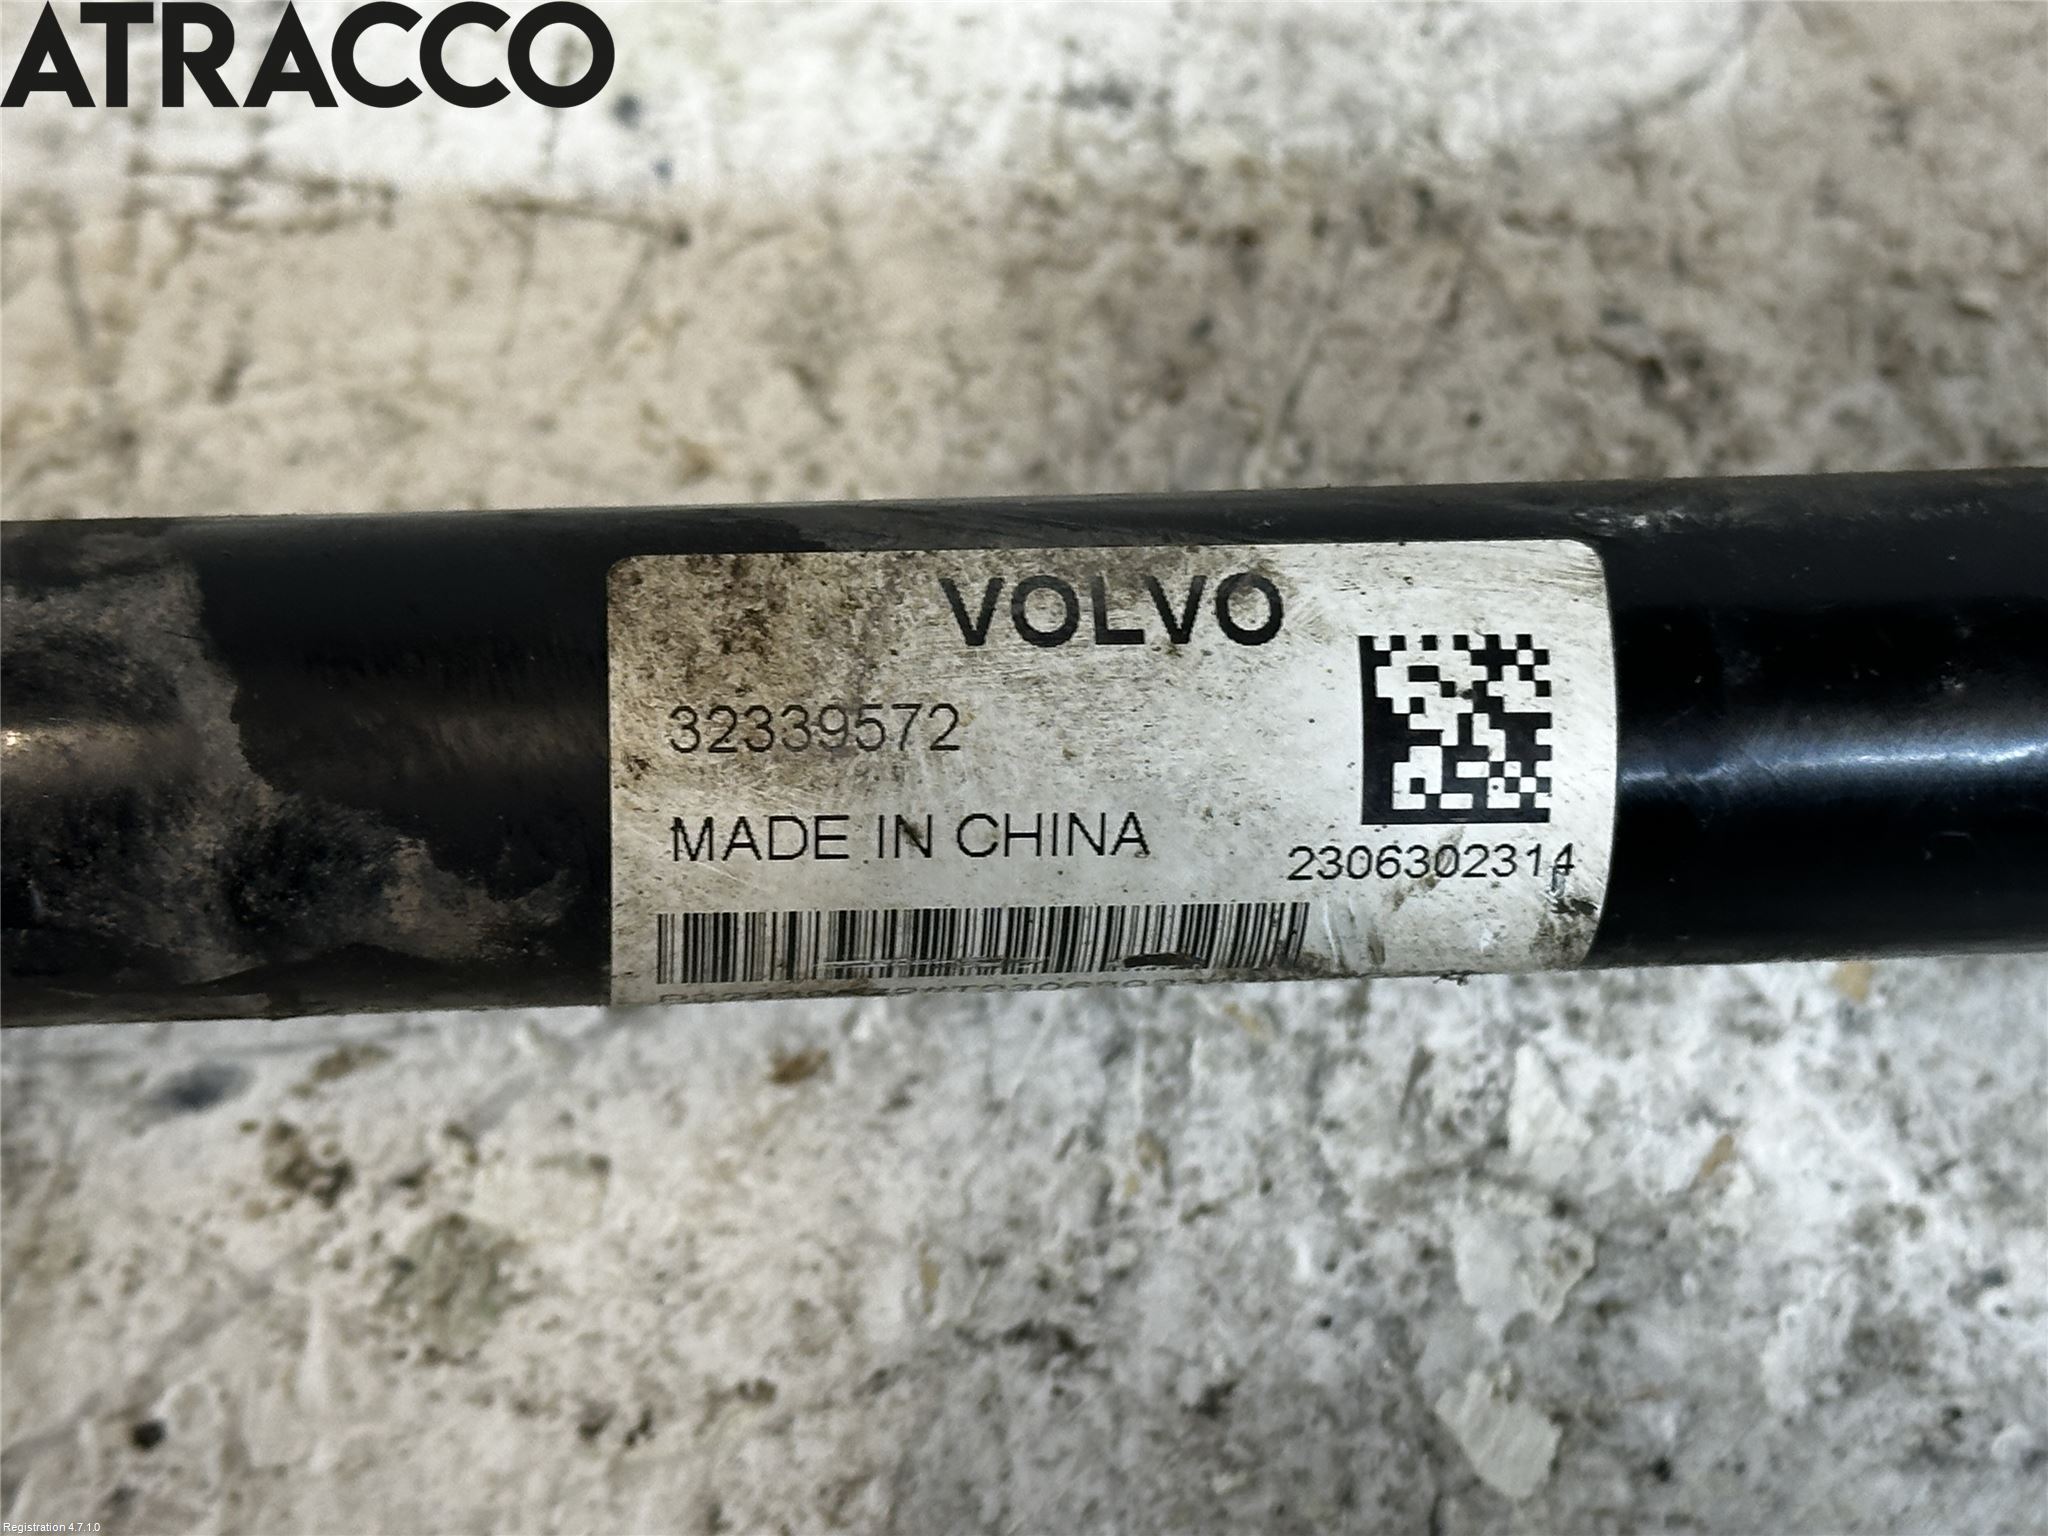 ATRACCO
VOLVO
32339572
MADE IN CHINA
2306302314
Registration 4.7.1.0